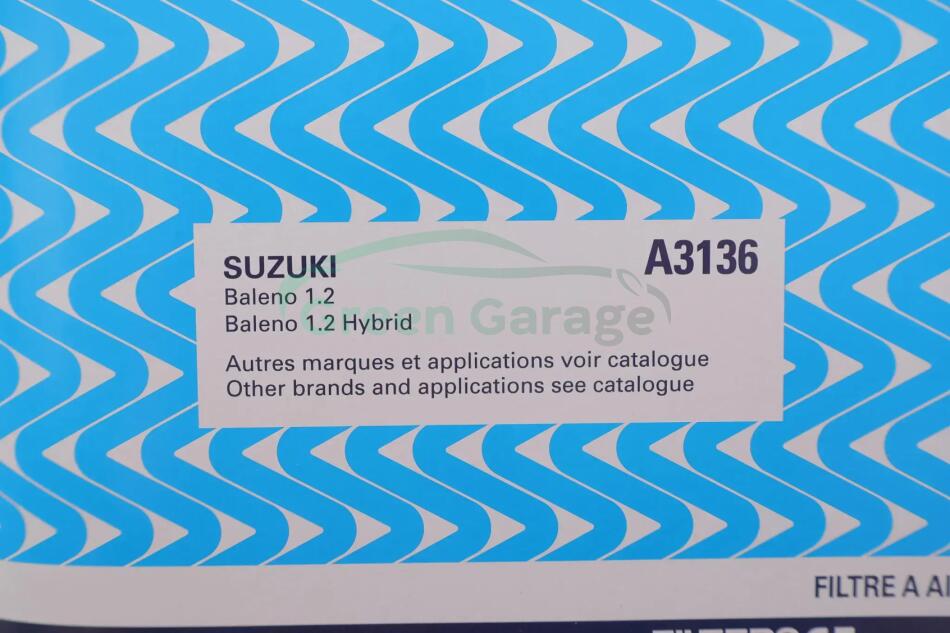 SUZUKI A3136
Baleno 1.2
Baleno 1.2 Hybrid
Green Garage
Autres marques et applications voir catalogue
Other brands and applications see catalogue
FILTRE A